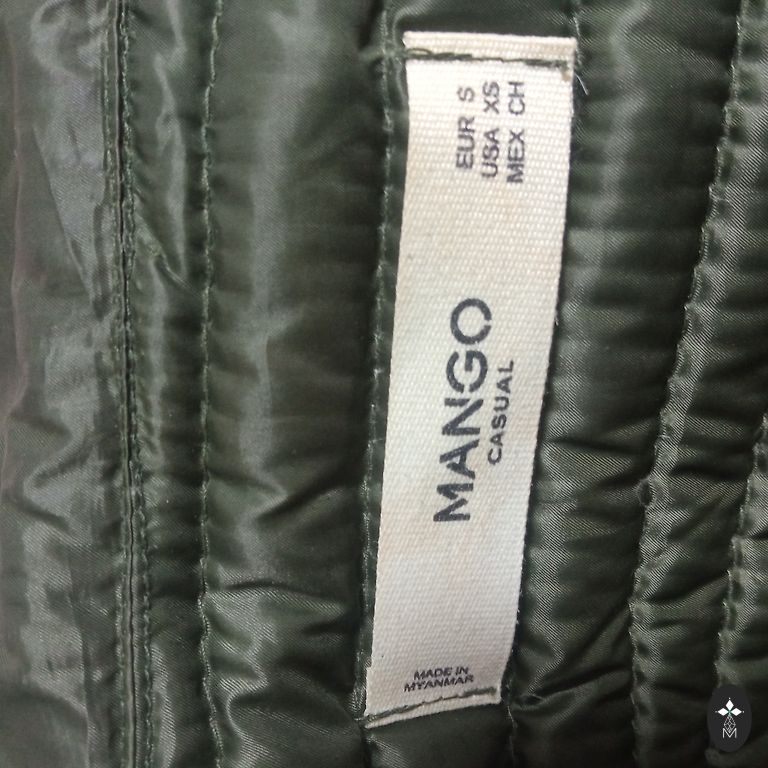 MANGO
CASUAL
EUR S
USA XS
MEX CH
MADE IN
MYANMAR
M